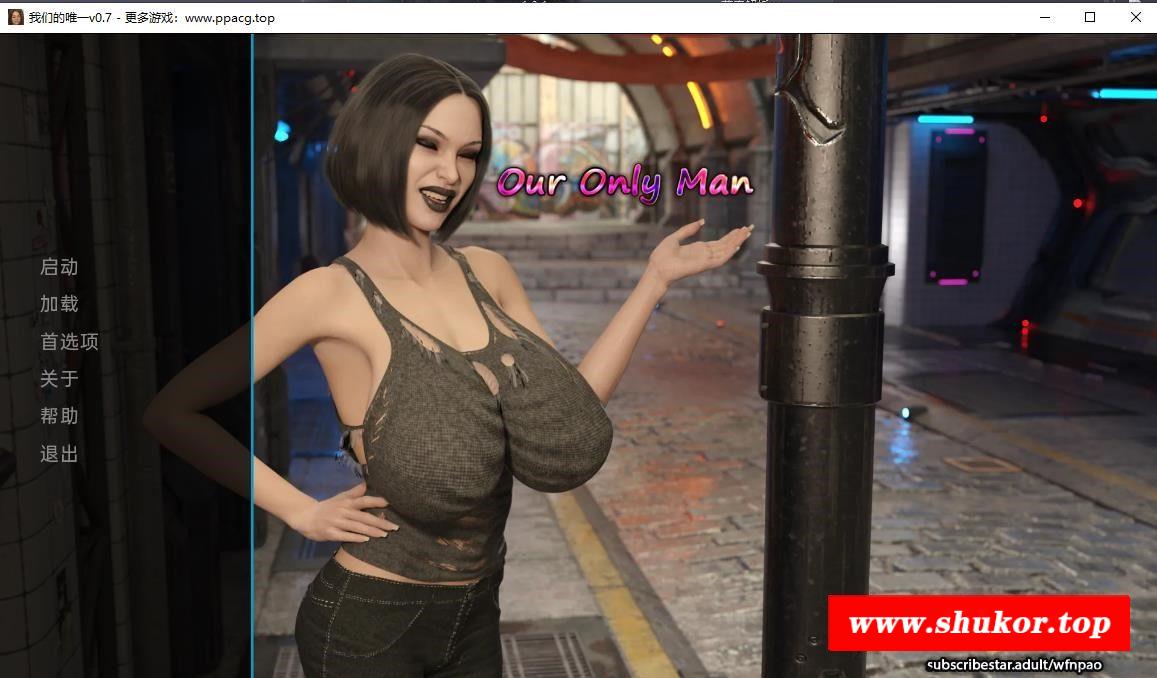 我们的唯一v0.7 - 更多游戏：www.ppacg.top
Our Only Man
启动
加载
首选项
关于
帮助
退出
www.shukor.top
subscribestar.adult/wfnpao